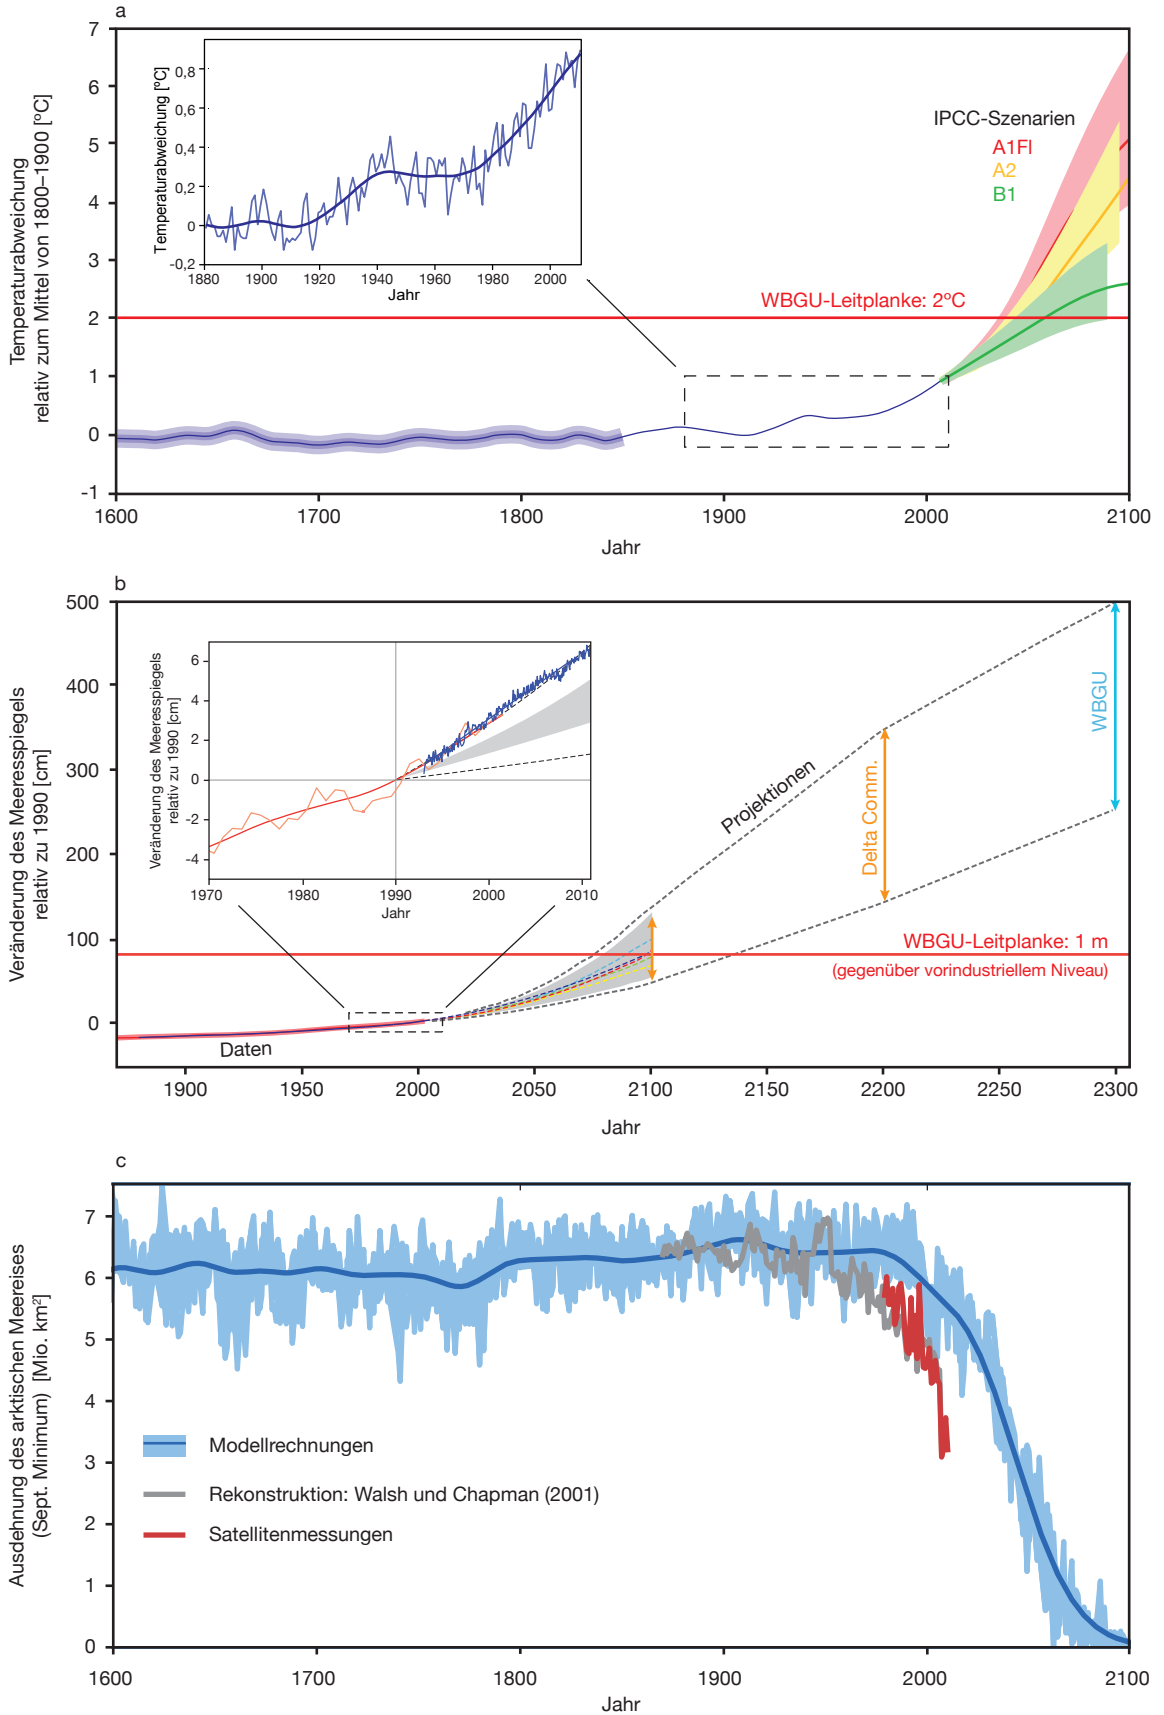 a
Temperaturabweichung
relativ zum Mittel von 1800–1900 [ºC]
7
6
5
4
3
2
1
0
-1
1600
1700
1800
1900
2000
2100
Jahr
Temperaturabweichung [ºC]
0,8
0,6
0,4
0,2
0
-0,2
1880
1900
1920
1940
1960
1980
2000
Jahr
IPCC-Szenarien
A1FI
A2
B1
WBGU-Leitplanke: 2ºC
b
Veränderung des Meeresspiegels
relativ zu 1990 [cm]
500
400
300
200
100
0
1900
1950
2000
2050
2100
2150
2200
2250
2300
Jahr
Veränderung des Meeresspiegels
relativ zu 1990 [cm]
6
4
2
0
-2
-4
1970
1980
1990
2000
2010
Jahr
Projektionen
Delta Comm.
WBGU
WBGU-Leitplanke: 1 m
(gegenüber vorindustriellem Niveau)
Daten
c
Ausdehnung des arktischen Meereises
(Sept. Minimum) [Mio. km²]
7
6
5
4
3
2
1
0
1600
1700
1800
1900
2000
2100
Jahr
Modellrechnungen
Rekonstruktion: Walsh und Chapman (2001)
Satellitenmessungen